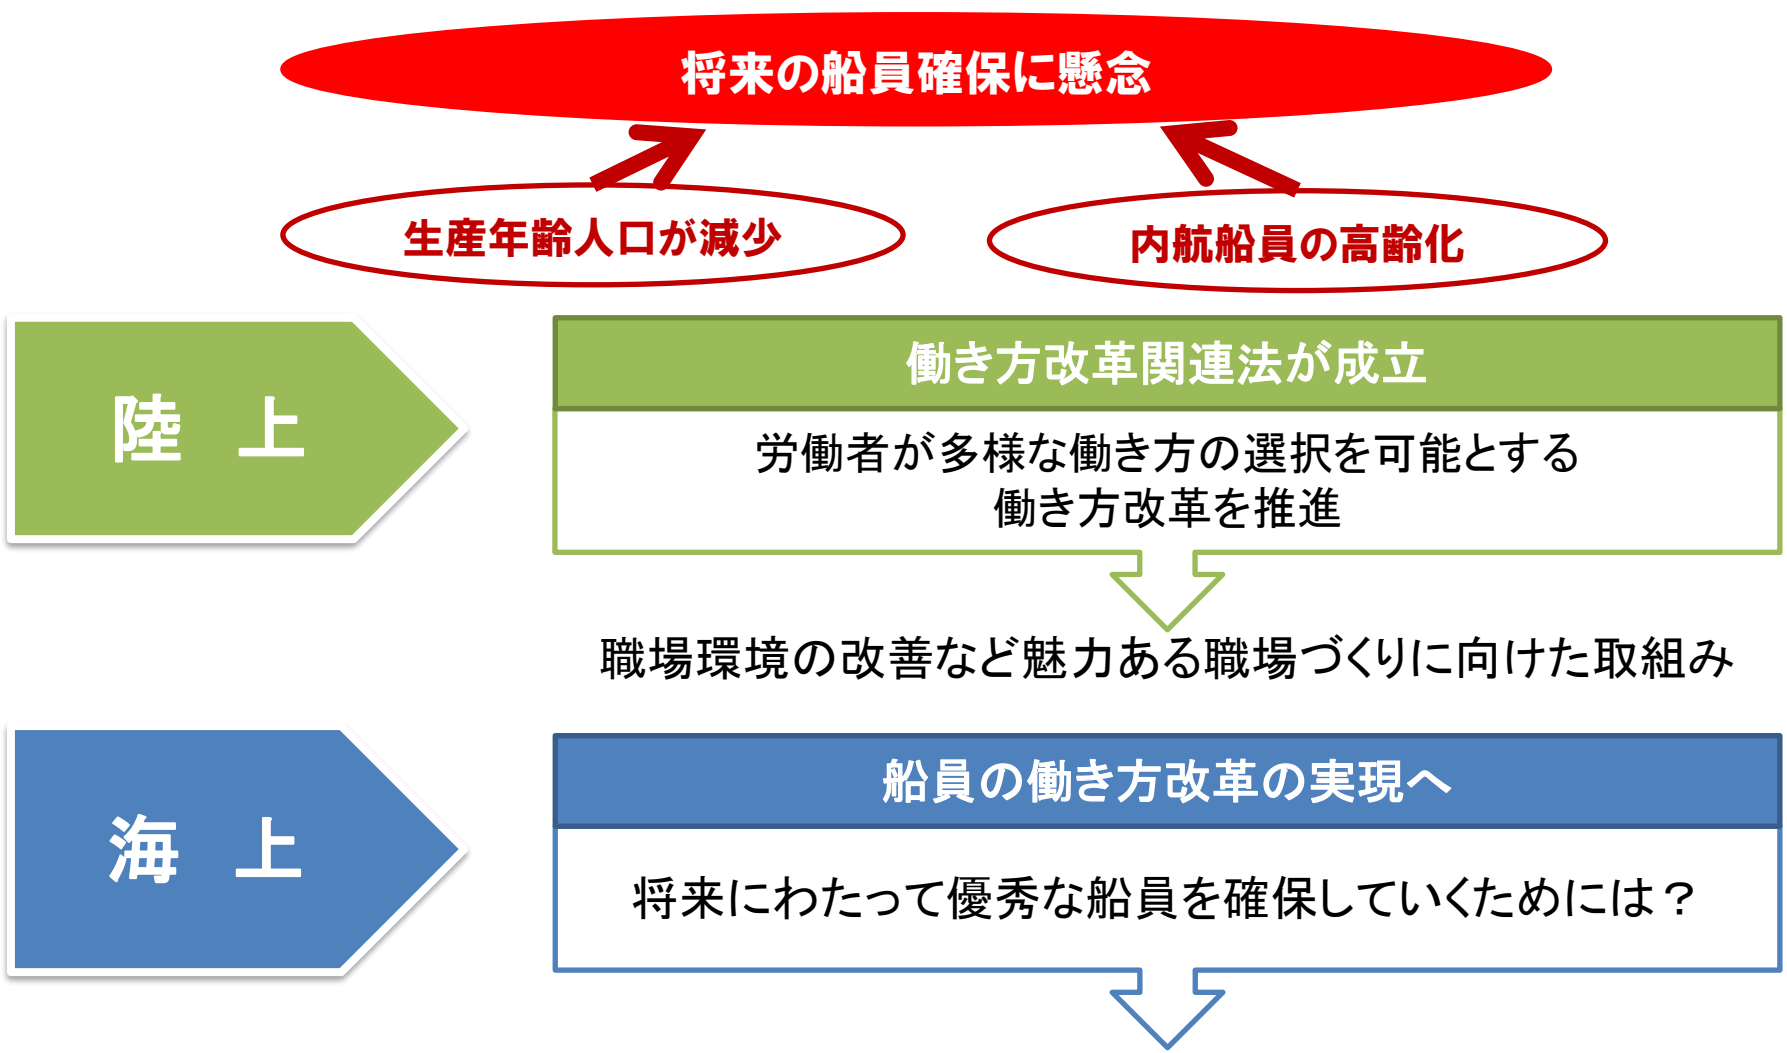 将来の船員確保に懸念
生産年齢人口が減少
内航船員の高齢化
陸　上
働き方改革関連法が成立
労働者が多様な働き方の選択を可能とする
働き方改革を推進
職場環境の改善など魅力ある職場づくりに向けた取組み
海　上
船員の働き方改革の実現へ
将来にわたって優秀な船員を確保していくためには？